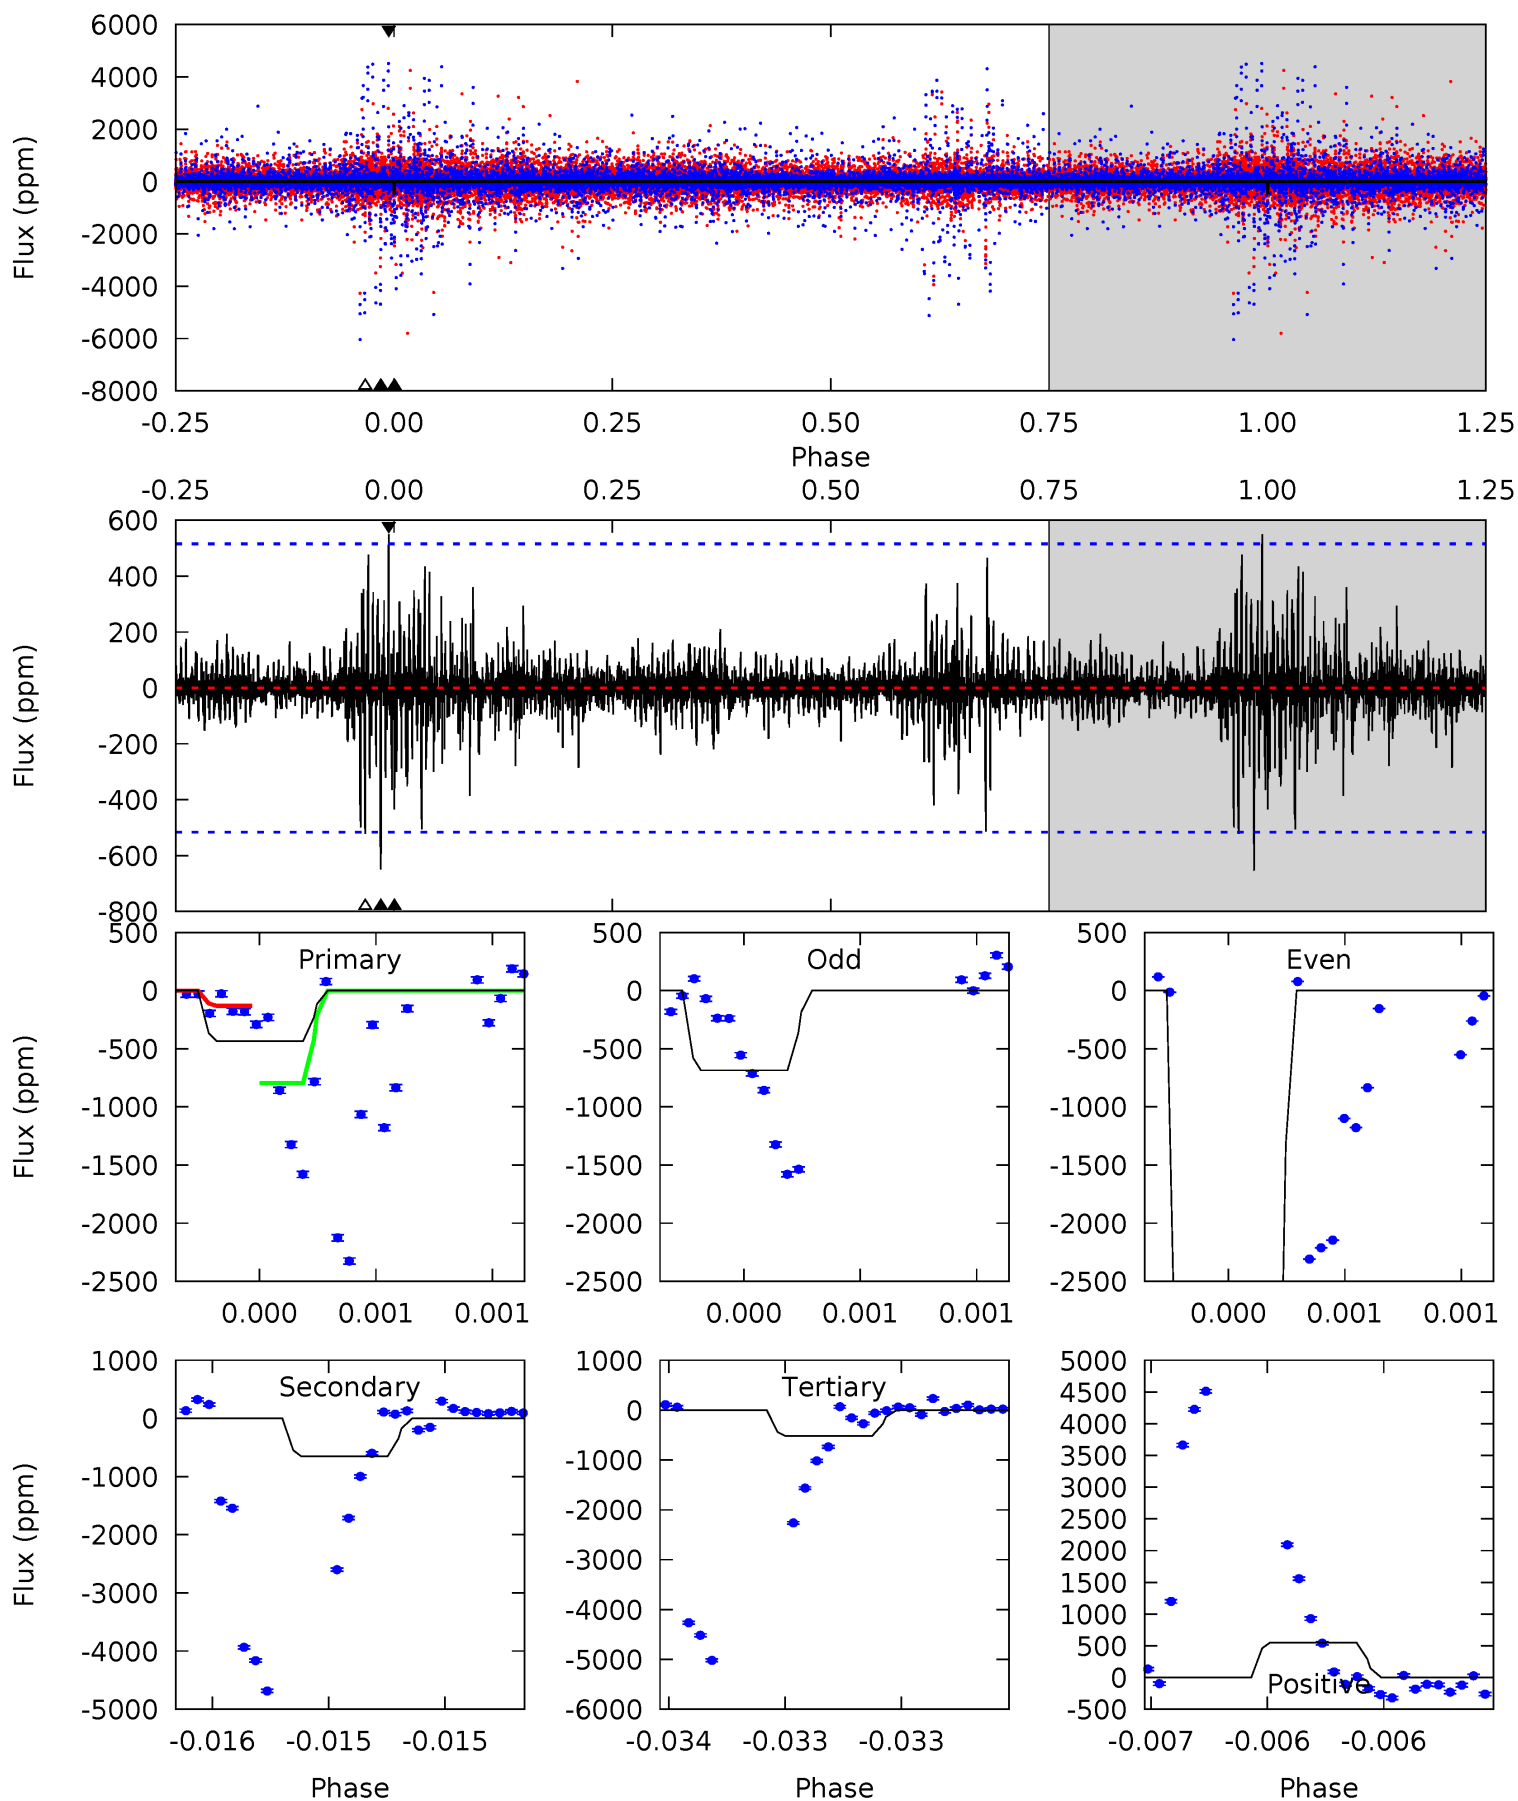 6000
4000
2000
0
-2000
-4000
-6000
-8000
Flux (ppm)
-0.25 0.00 0.25 0.50 0.75 1.00 1.25
Phase
-0.25 0.00 0.25 0.50 0.75 1.00 1.25
600
400
200
0
-200
-400
-600
-800
Flux (ppm)
500
0
-500
-1000
-1500
-2000
-2500
Flux (ppm)
Primary
0.000 0.001 0.001
500
0
-500
-1000
-1500
-2000
-2500
Odd
0.000 0.001 0.001
500
0
-500
-1000
-1500
-2000
-2500
Even
0.000 0.001 0.001
1000
0
-1000
-2000
-3000
-4000
-5000
Flux (ppm)
Secondary
-0.016 -0.015 -0.015
Phase
1000
0
-1000
-2000
-3000
-4000
-5000
-6000
Tertiary
-0.034 -0.033 -0.033
Phase
5000
4500
4000
3500
3000
2500
2000
1500
1000
500
0
-500
Positive
-0.007 -0.006 -0.006
Phase